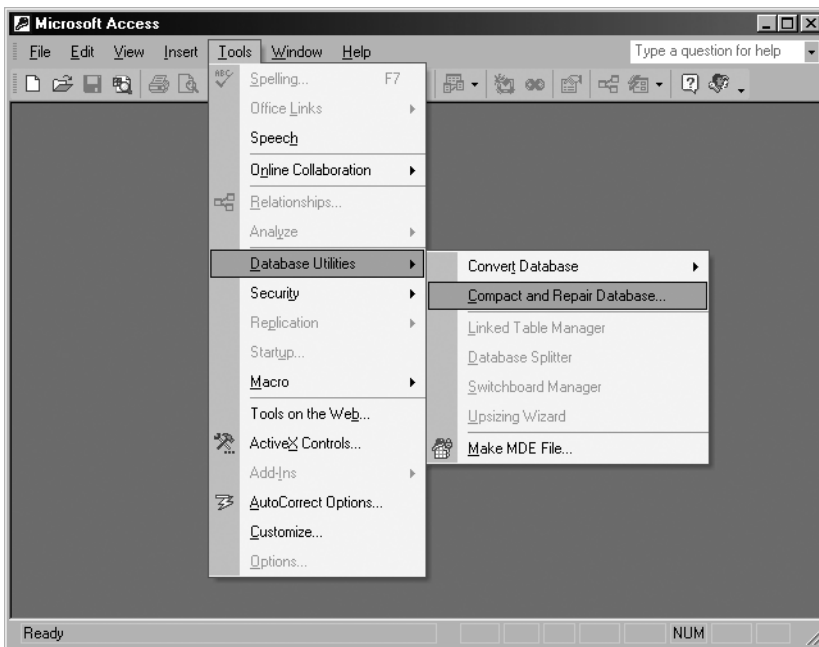 Microsoft Access
File Edit View Insert Tools Window Help Type a question for help
ABC Spelling... F7
Office Links
Speech
Online Collaboration
Relationships...
Analyze
Database Utilities
Security
Replication
Startup...
Macro
Tools on the Web...
ActiveX Controls...
Add-Ins
AutoCorrect Options...
Customize...
Options...
Convert Database
Compact and Repair Database...
Linked Table Manager
Database Splitter
Switchboard Manager
Upsizing Wizard
Make MDE File...
Ready NUM